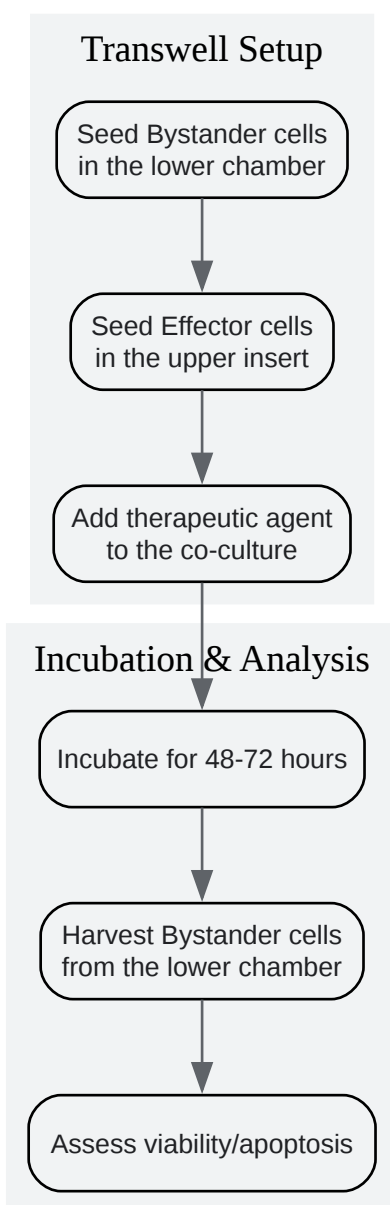 Transwell Setup
Seed Bystander cells
in the lower chamber
Seed Effector cells
in the upper insert
Add therapeutic agent
to the co-culture
Incubation & Analysis
Incubate for 48-72 hours
Harvest Bystander cells
from the lower chamber
Assess viability/apoptosis